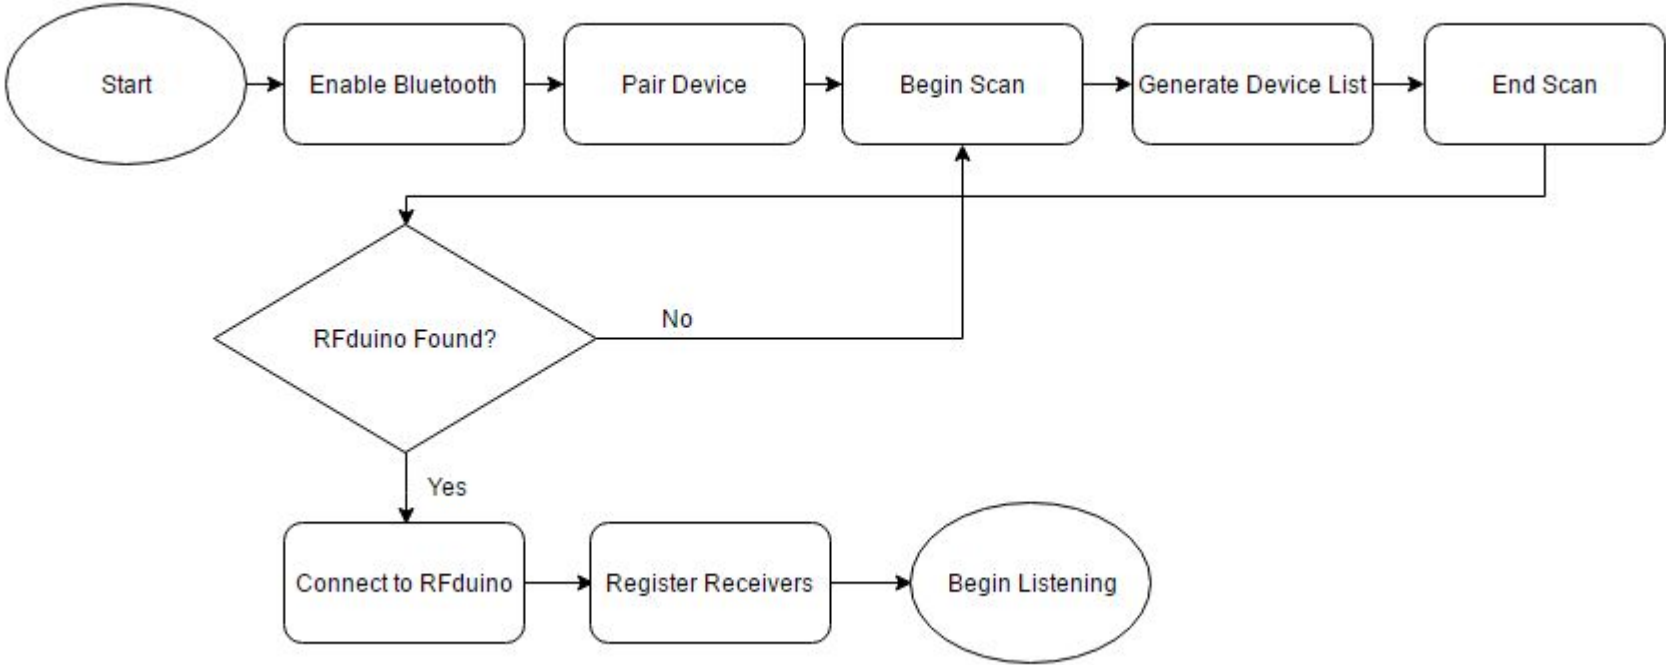 Start
Enable Bluetooth
Pair Device
Begin Scan
Generate Device List
End Scan
RFduino Found?
No
Yes
Connect to RFduino
Register Receivers
Begin Listening